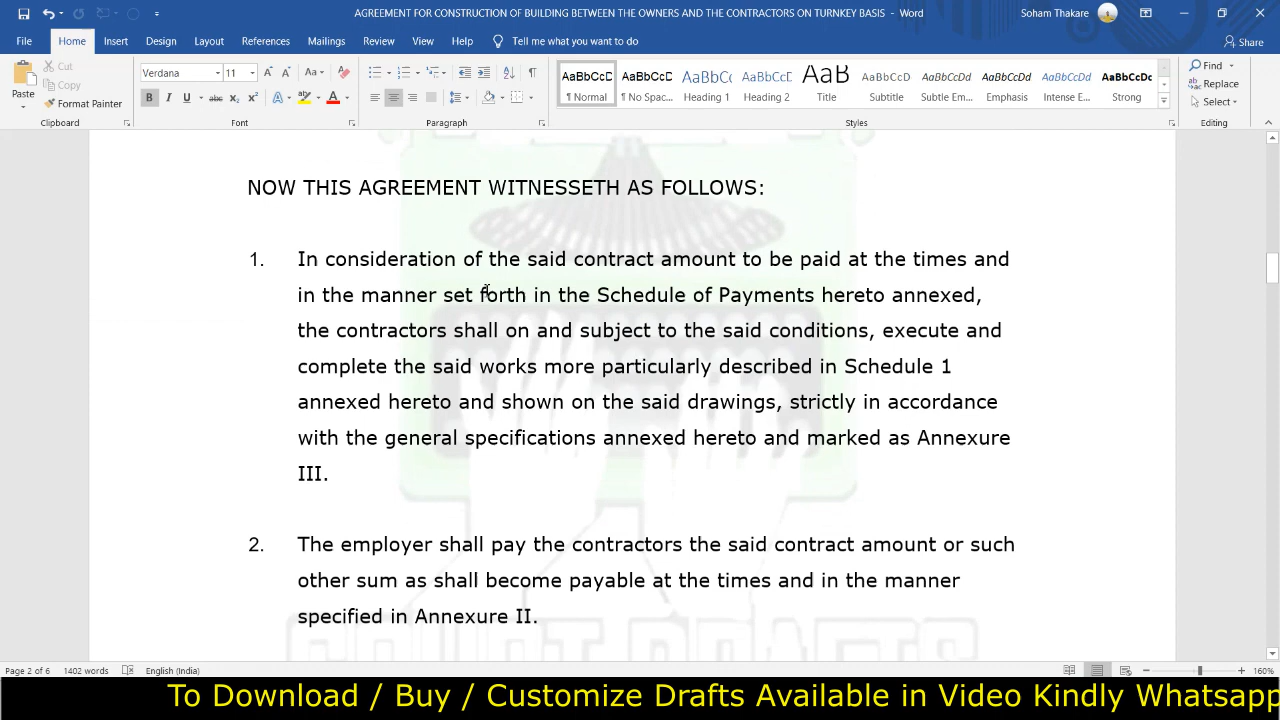 AGREEMENT FOR CONSTRUCTION OF BUILDING BETWEEN THE OWNERS AND THE CONTRACTORS ON TURNKEY BASIS - Word
Soham Thakare
File Home Insert Design Layout References Mailings Review View Help Tell me what you want to do Share
Paste
Cut
Copy
Format Painter
Clipboard
Verdana 11
Font
Paragraph
AaBbCcD AaBbCcD AaBbC AaBbCcD AaB AaBbCcD AaBbCcDd AaBbCcDd AaBbCcDd AaBbCcDc
¶ Normal ¶ No Spac... Heading 1 Heading 2 Title Subtitle Subtle Em... Emphasis Intense E... Strong
Styles
Find
Replace
Select
Editing
NOW THIS AGREEMENT WITNESSETH AS FOLLOWS:
1. In consideration of the said contract amount to be paid at the times and
in the manner set forth in the Schedule of Payments hereto annexed,
the contractors shall on and subject to the said conditions, execute and
complete the said works more particularly described in Schedule 1
annexed hereto and shown on the said drawings, strictly in accordance
with the general specifications annexed hereto and marked as Annexure
III.
2. The employer shall pay the contractors the said contract amount or such
other sum as shall become payable at the times and in the manner
specified in Annexure II.
COURT DRAFTS
Page 2 of 6 1402 words English (India) 160%
To Download / Buy / Customize Drafts Available in Video Kindly Whatsapp